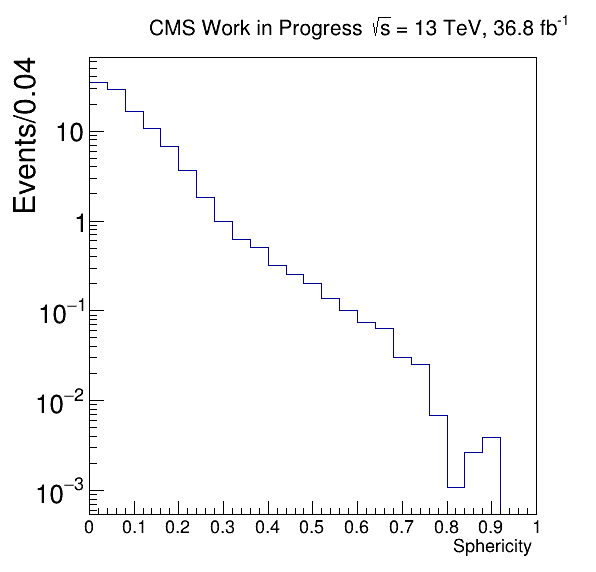 CMS Work in Progress √s = 13 TeV, 36.8 fb⁻¹
Events/0.04
10
1
10⁻¹
10⁻²
10⁻³
0 0.1 0.2 0.3 0.4 0.5 0.6 0.7 0.8 0.9 1
Sphericity